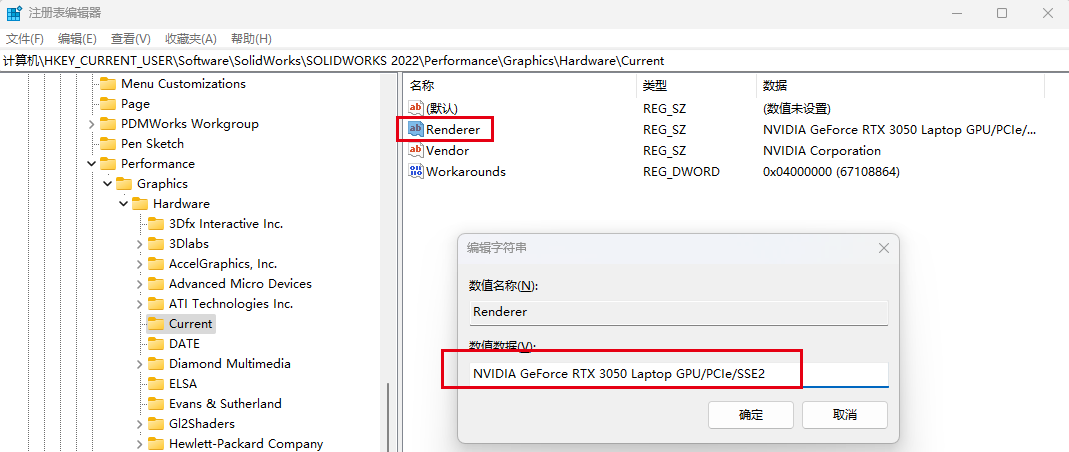 注册表编辑器
文件(F) 编辑(E) 查看(V) 收藏夹(A) 帮助(H)
计算机\HKEY_CURRENT_USER\Software\SolidWorks\SOLIDWORKS 2022\Performance\Graphics\Hardware\Current
Menu Customizations
Page
PDMWorks Workgroup
Pen Sketch
Performance
Graphics
Hardware
3Dfx Interactive Inc.
3Dlabs
AccelGraphics, Inc.
Advanced Micro Devices
ATI Technologies Inc.
Current
DATE
Diamond Multimedia
ELSA
Evans & Sutherland
Gl2Shaders
Hewlett-Packard Company
名称 类型 数据
(默认) REG_SZ (数值未设置)
Renderer REG_SZ NVIDIA GeForce RTX 3050 Laptop GPU/PCIe/...
Vendor REG_SZ NVIDIA Corporation
Workarounds REG_DWORD 0x04000000 (67108864)
编辑字符串
数值名称(N):
Renderer
数值数据(V):
NVIDIA GeForce RTX 3050 Laptop GPU/PCIe/SSE2
确定 取消